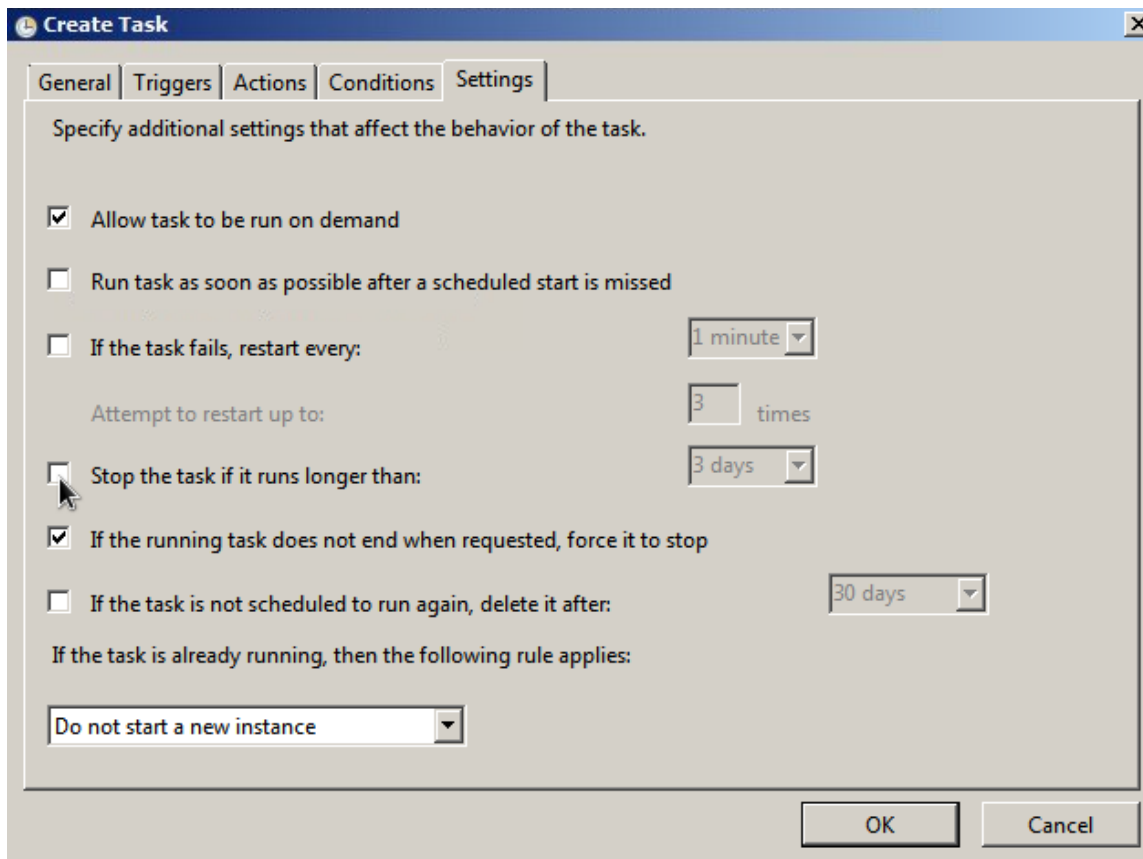 Create Task
General Triggers Actions Conditions Settings
Specify additional settings that affect the behavior of the task.
Allow task to be run on demand
Run task as soon as possible after a scheduled start is missed
If the task fails, restart every: 1 minute
Attempt to restart up to: 3 times
Stop the task if it runs longer than: 3 days
If the running task does not end when requested, force it to stop
If the task is not scheduled to run again, delete it after: 30 days
If the task is already running, then the following rule applies:
Do not start a new instance
OK Cancel